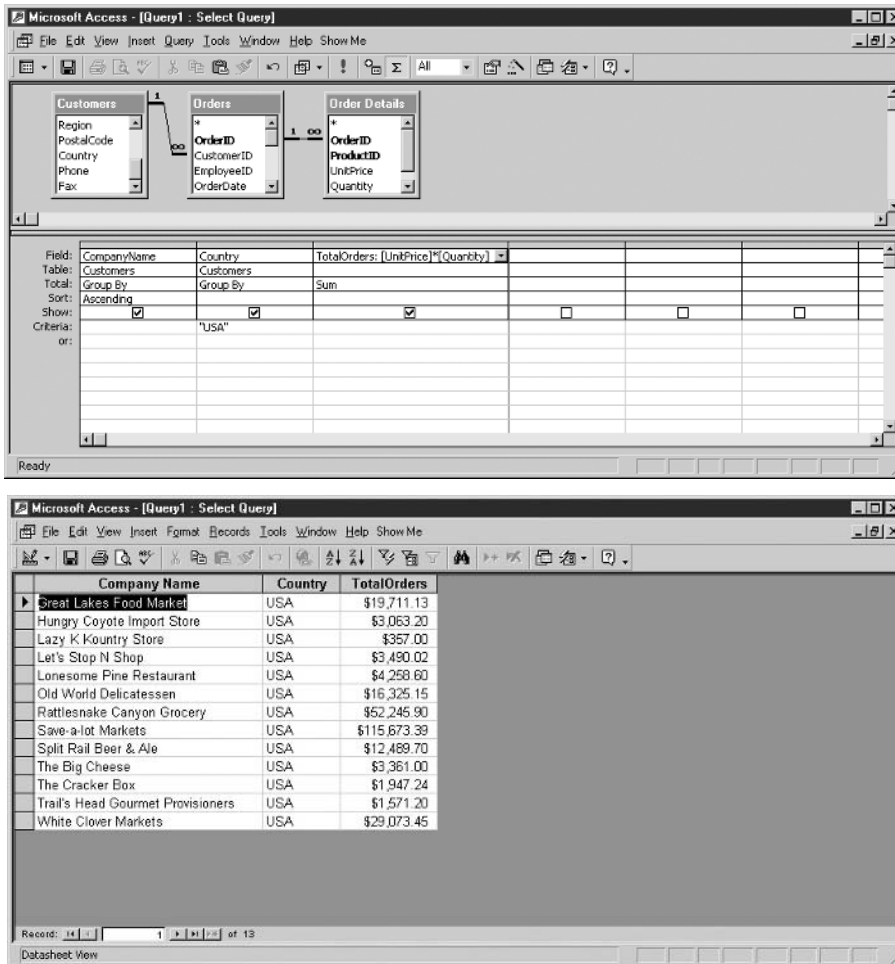 Microsoft Access - [Query1 : Select Query]
File Edit View Insert Query Tools Window Help Show Me
All
Customers Orders Order Details
Region
PostalCode
Country
Phone
Fax
1
∞
*
OrderID
CustomerID
EmployeeID
OrderDate
1 ∞
*
OrderID
ProductID
UnitPrice
Quantity
Field: CompanyName Country TotalOrders: [UnitPrice]*[Quantity]
Table: Customers Customers
Total: Group By Group By Sum
Sort: Ascending
Show:
Criteria: "USA"
or:
Ready
Microsoft Access - [Query1 : Select Query]
File Edit View Insert Format Records Tools Window Help Show Me
Company Name Country TotalOrders
Great Lakes Food Market USA $19,711.13
Hungry Coyote Import Store USA $3,063.20
Lazy K Kountry Store USA $357.00
Let's Stop N Shop USA $3,490.02
Lonesome Pine Restaurant USA $4,258.60
Old World Delicatessen USA $16,325.15
Rattlesnake Canyon Grocery USA $52,245.90
Save-a-lot Markets USA $115,673.39
Split Rail Beer & Ale USA $12,489.70
The Big Cheese USA $3,361.00
The Cracker Box USA $1,947.24
Trail's Head Gourmet Provisioners USA $1,571.20
White Clover Markets USA $29,073.45
Record: 1 of 13
Datasheet View